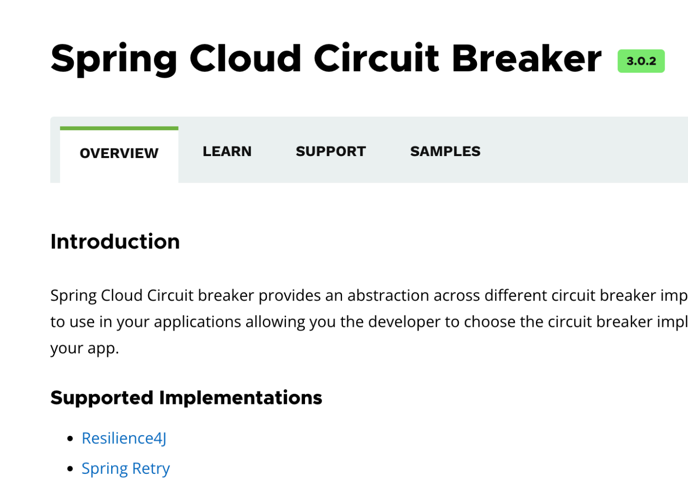 Spring Cloud Circuit Breaker 3.0.2
OVERVIEW LEARN SUPPORT SAMPLES
Introduction
Spring Cloud Circuit breaker provides an abstraction across different circuit breaker imp
to use in your applications allowing you the developer to choose the circuit breaker impl
your app.
Supported Implementations
Resilience4J
Spring Retry